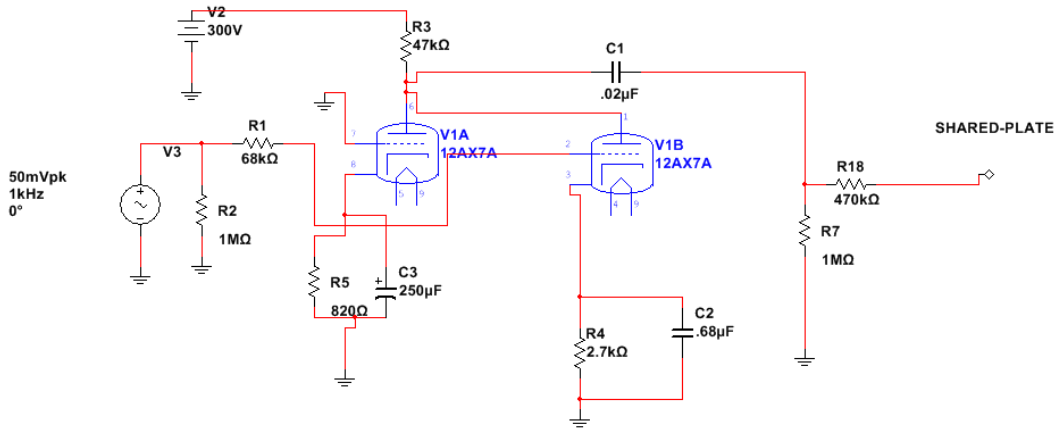 V2
300V
R3
47kΩ
C1
.02µF
6
1
V1A
12AX7A
7
8
5
9
V1B
12AX7A
2
3
4
9
SHARED-PLATE
R1
68kΩ
V3
50mVpk
1kHz
0°
R2
1MΩ
R18
470kΩ
R7
1MΩ
R5
820Ω
+
C3
250µF
R4
2.7kΩ
C2
.68µF